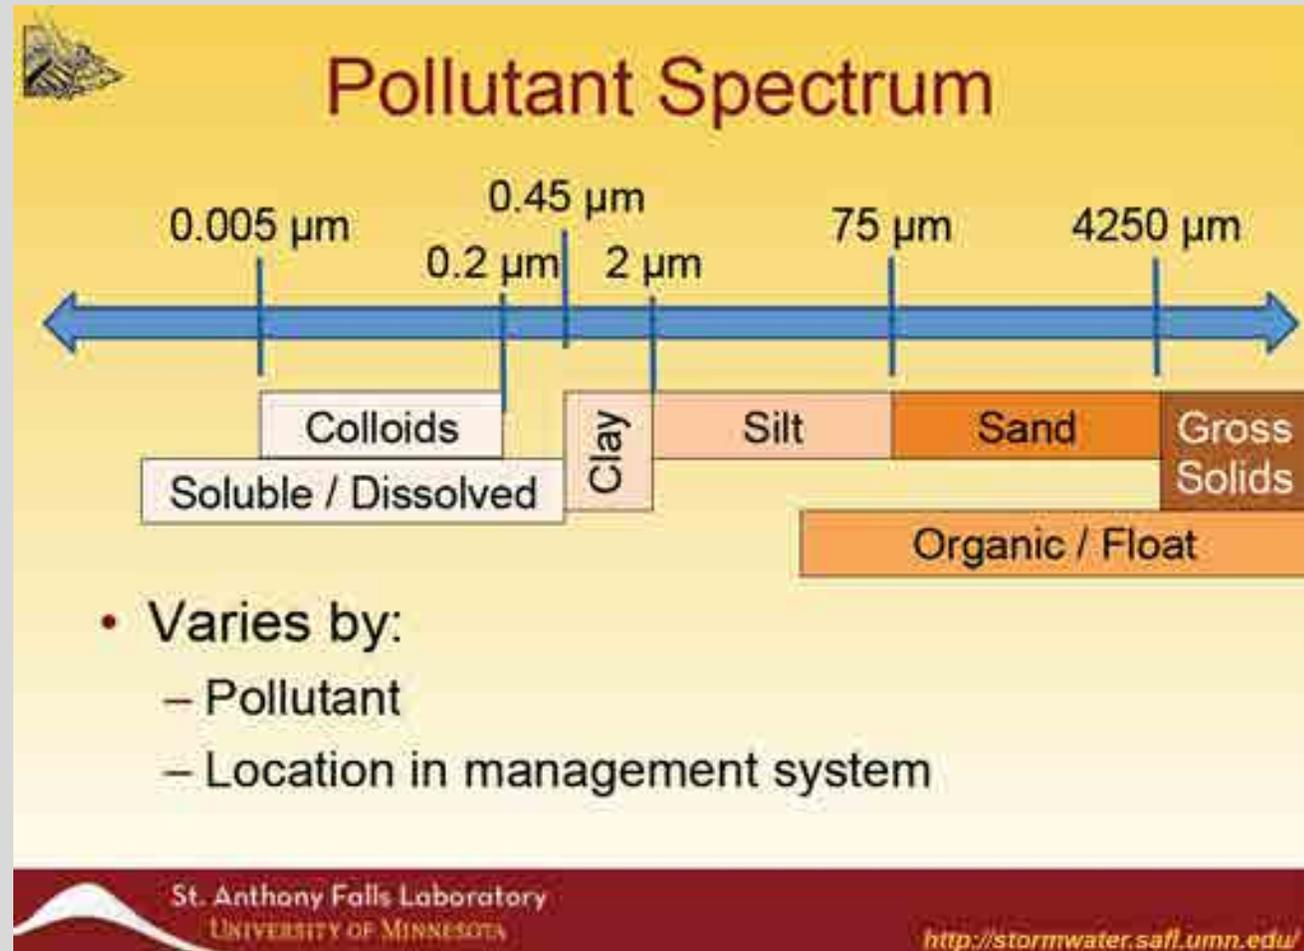 Pollutant Spectrum
0.45 µm
0.005 µm
75 µm
4250 µm
0.2 µm
2 µm
Colloids
Clay
Silt
Sand
Gross
Solids
Soluble / Dissolved
Organic / Float
• Varies by:
– Pollutant
– Location in management system
St. Anthony Falls Laboratory
UNIVERSITY OF MINNESOTA
http://stormwater.safl.umn.edu/